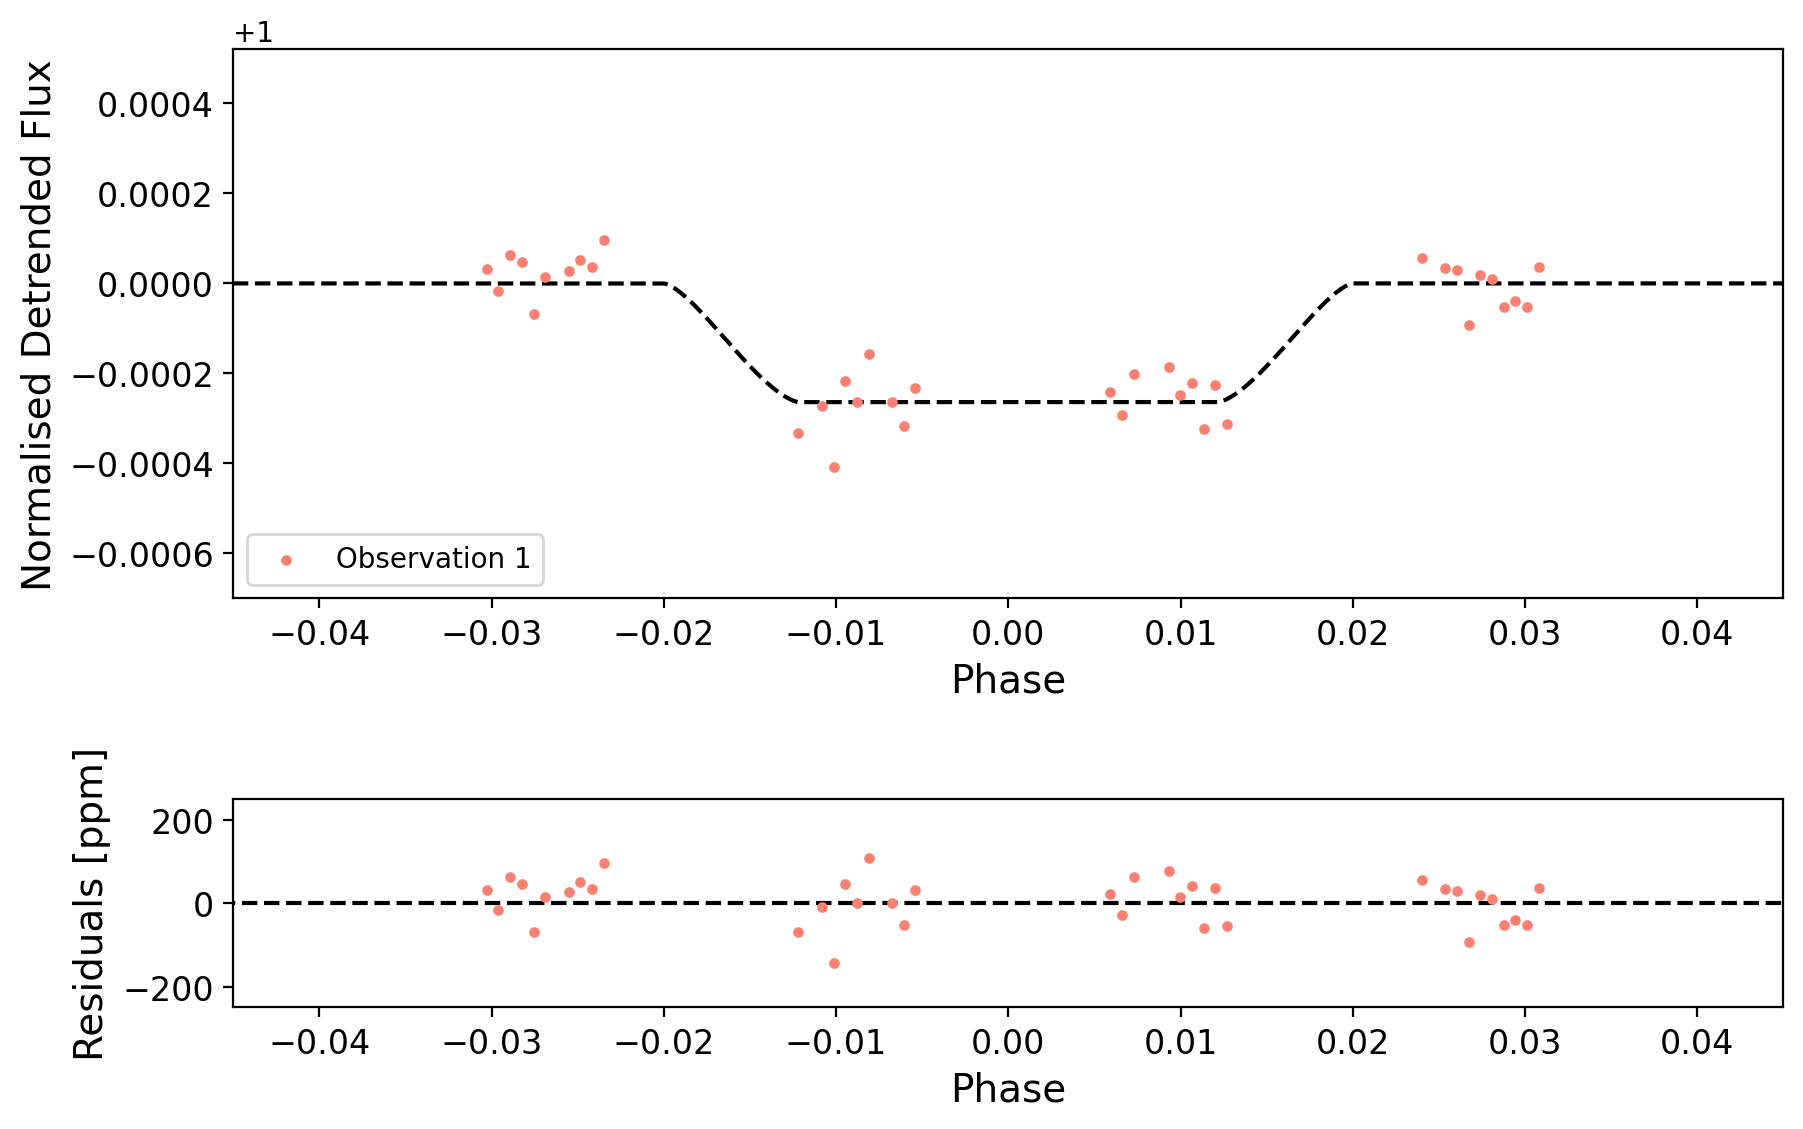 +1
Normalised Detrended Flux
0.0004
0.0002
0.0000
−0.0002
−0.0004
−0.0006
Observation 1
−0.04 −0.03 −0.02 −0.01 0.00 0.01 0.02 0.03 0.04
Phase
Residuals [ppm]
200
0
−200
−0.04 −0.03 −0.02 −0.01 0.00 0.01 0.02 0.03 0.04
Phase